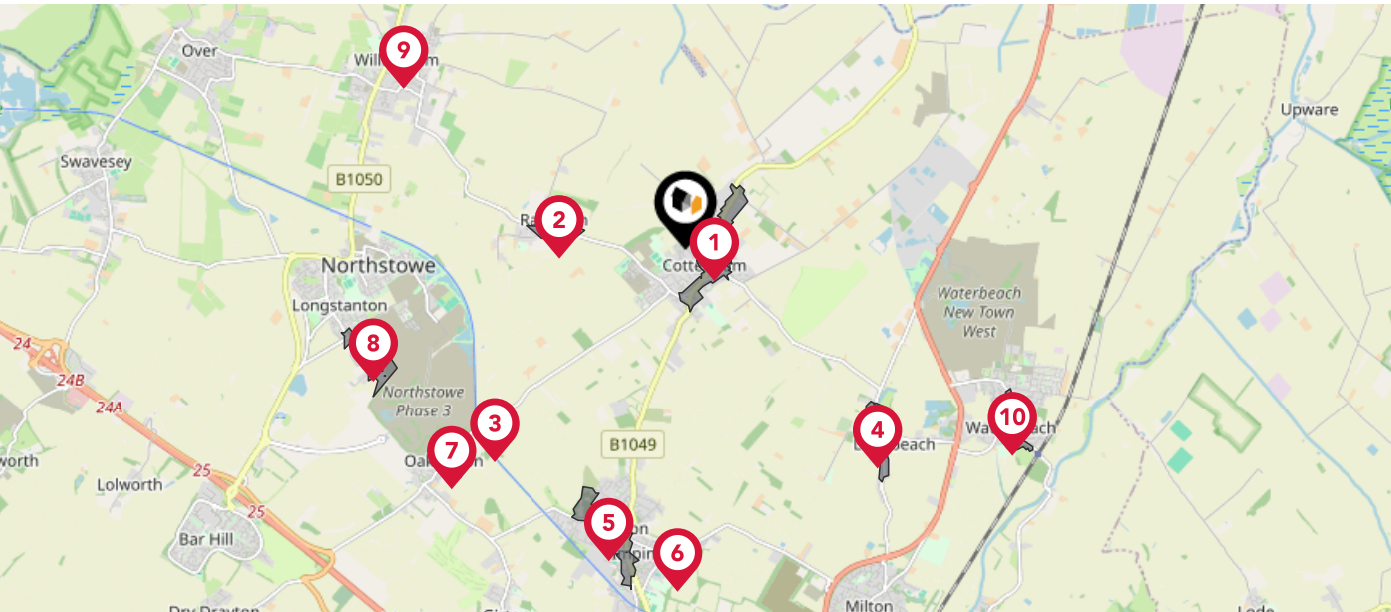 Over
9
Upware
Swavesey
B1050
2
1
Northstowe
Longstanton
Waterbeach
New Town
West
24
8
24B
24A
Northstowe
Phase 3
3
10
4
7
B1049
25
Lolworth
25
5
Bar Hill
6
Milton